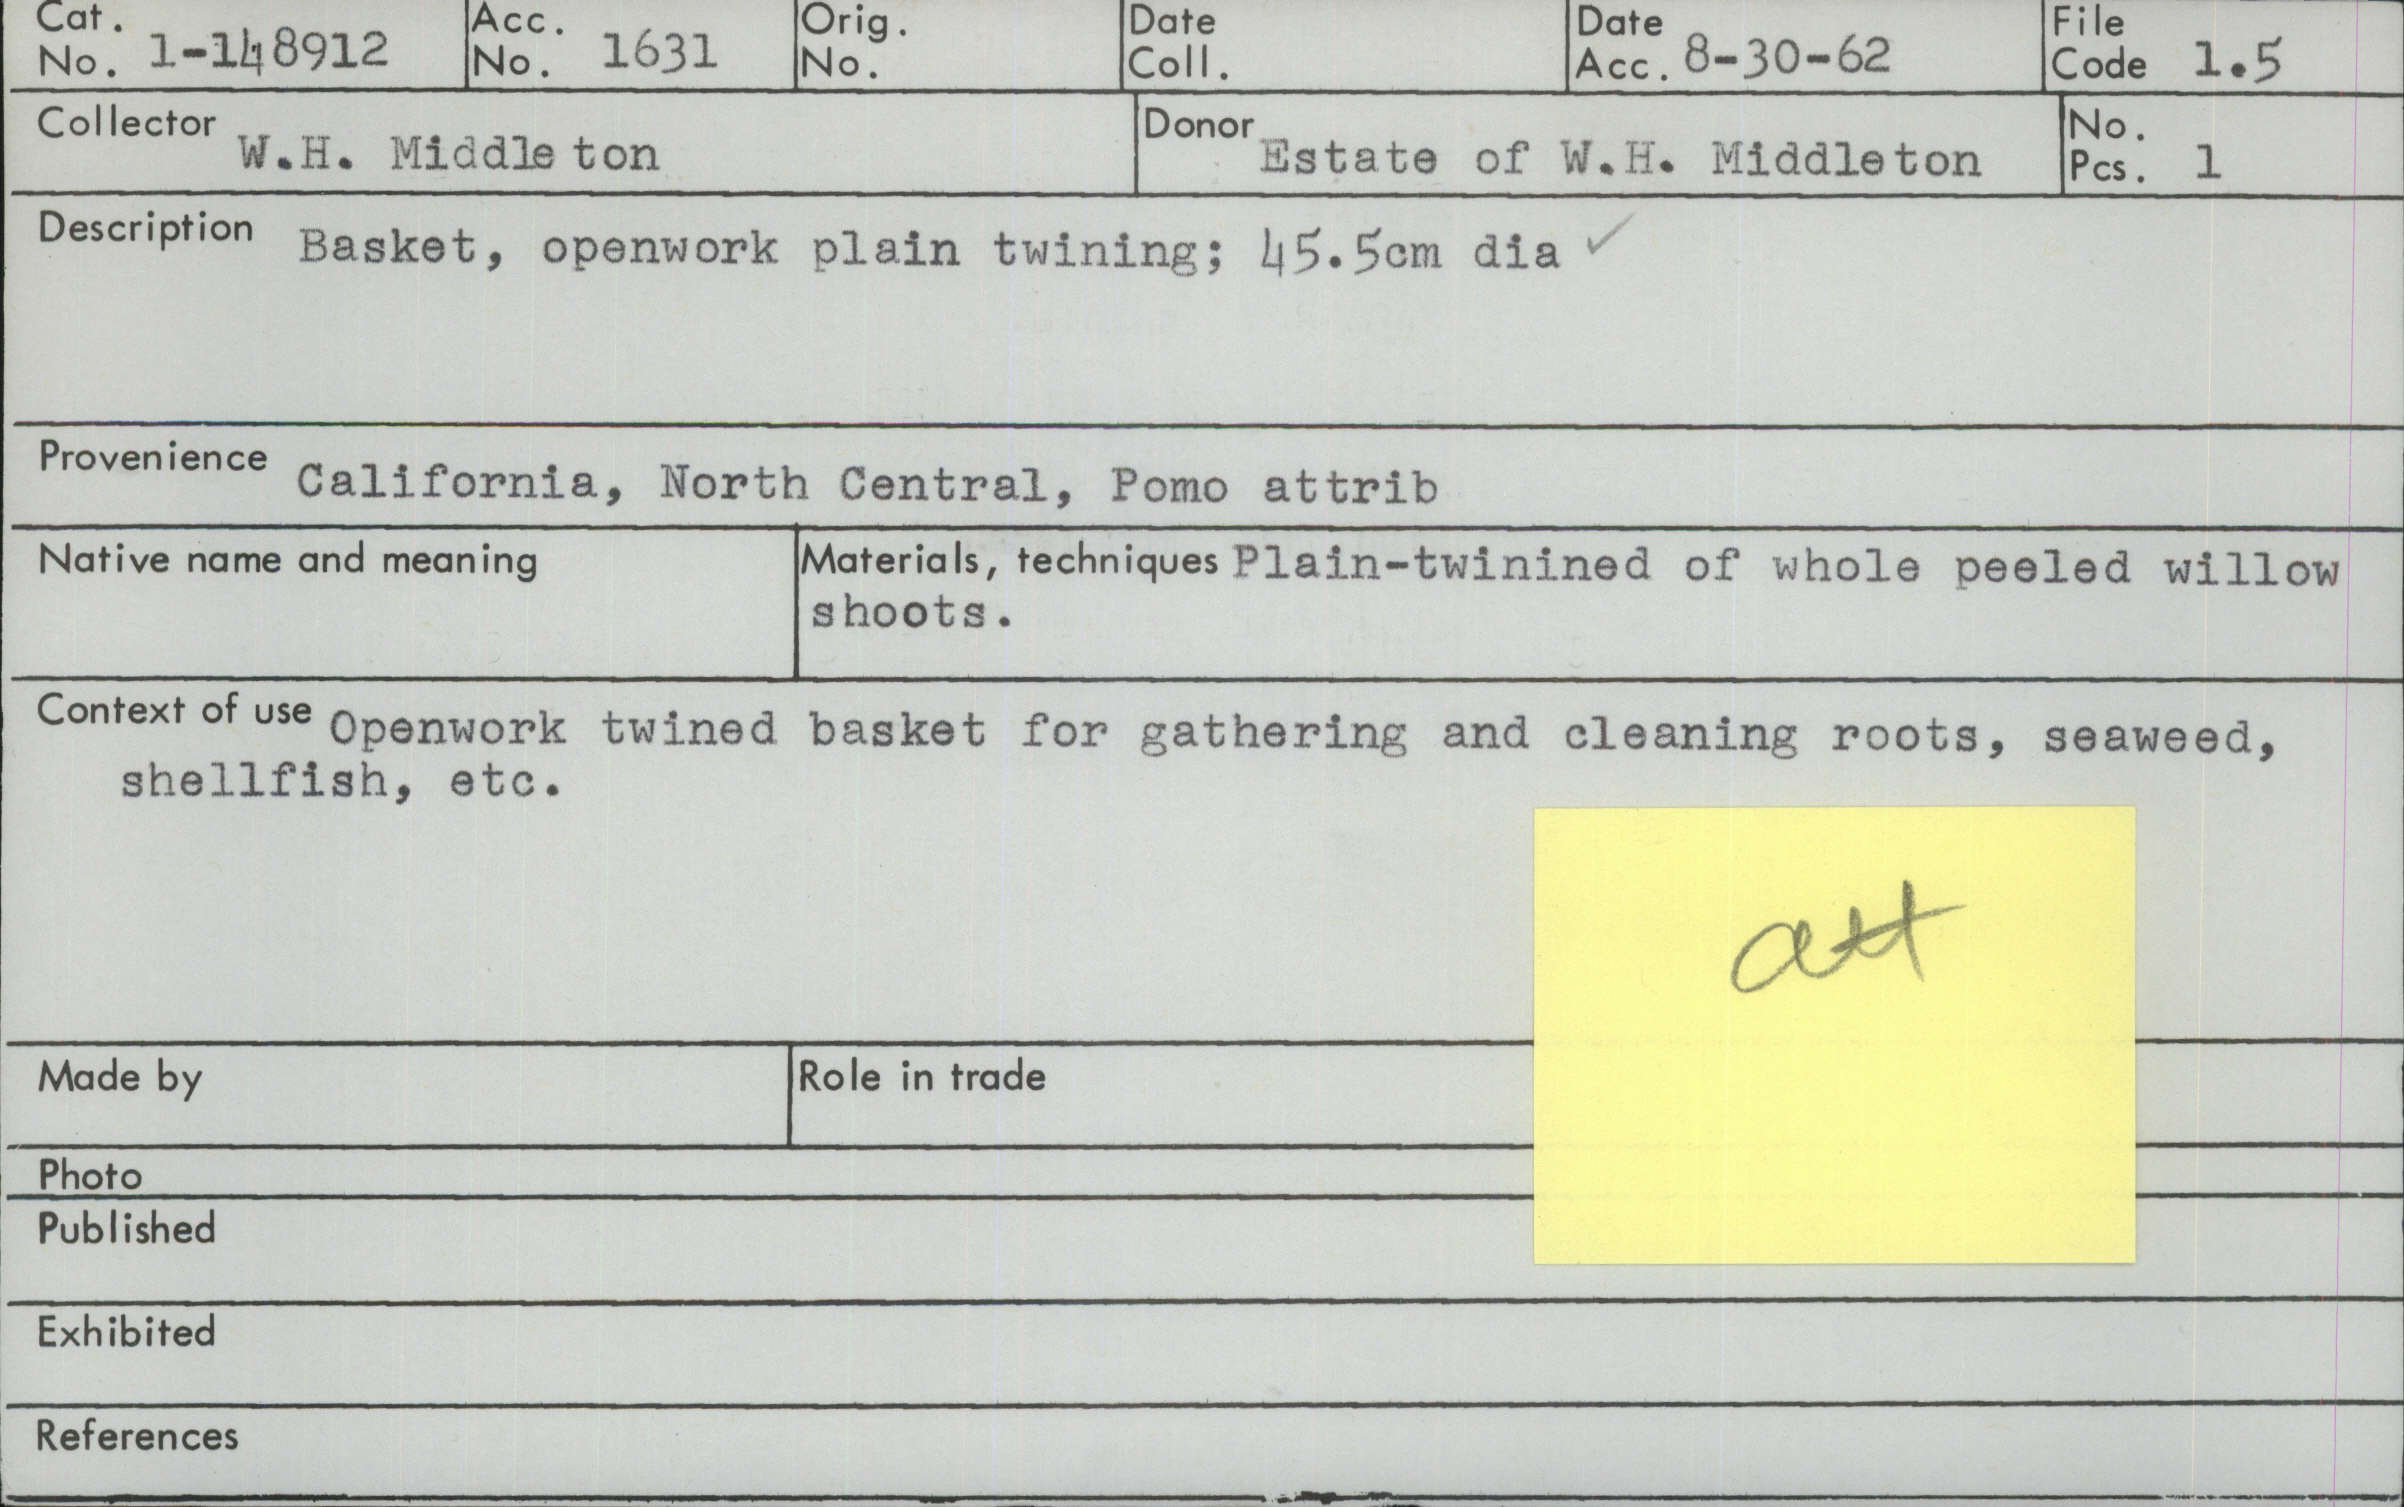 Cat. No. 1-148912 Acc. No. 1631 Orig. No. Date Coll. Date Acc. 8-30-62 File Code 1.5
Collector W.H. Middleton Donor Estate of W.H. Middleton No. Pcs. 1
Description Basket, openwork plain twining; 45.5cm dia ✓
Provenience California, North Central, Pomo attrib
Native name and meaning
Materials, techniques Plain-twinined of whole peeled willow
shoots.
Context of use Openwork twined basket for gathering and cleaning roots, seaweed,
shellfish, etc.
att
Made by Role in trade
Photo
Published
Exhibited
References